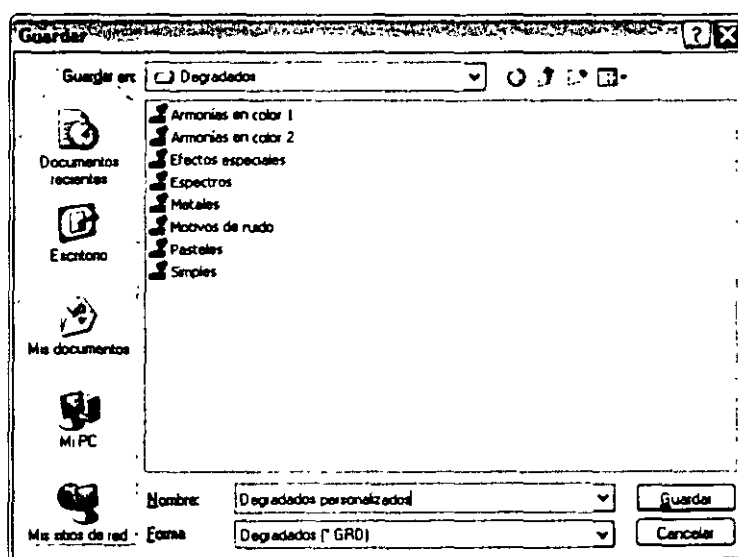 Guardar
Guardar en: Degradados
Armonías en color 1
Armonías en color 2
Efectos especiales
Espectros
Metales
Motivos de ruido
Pasteles
Simples
Documentos
recientes
Escritorio
Mis documentos
Mi PC
Mis sitios de red
Nombre: Degradados personalizados Guardar
Forma Degradados (*.GRD) Cancelar